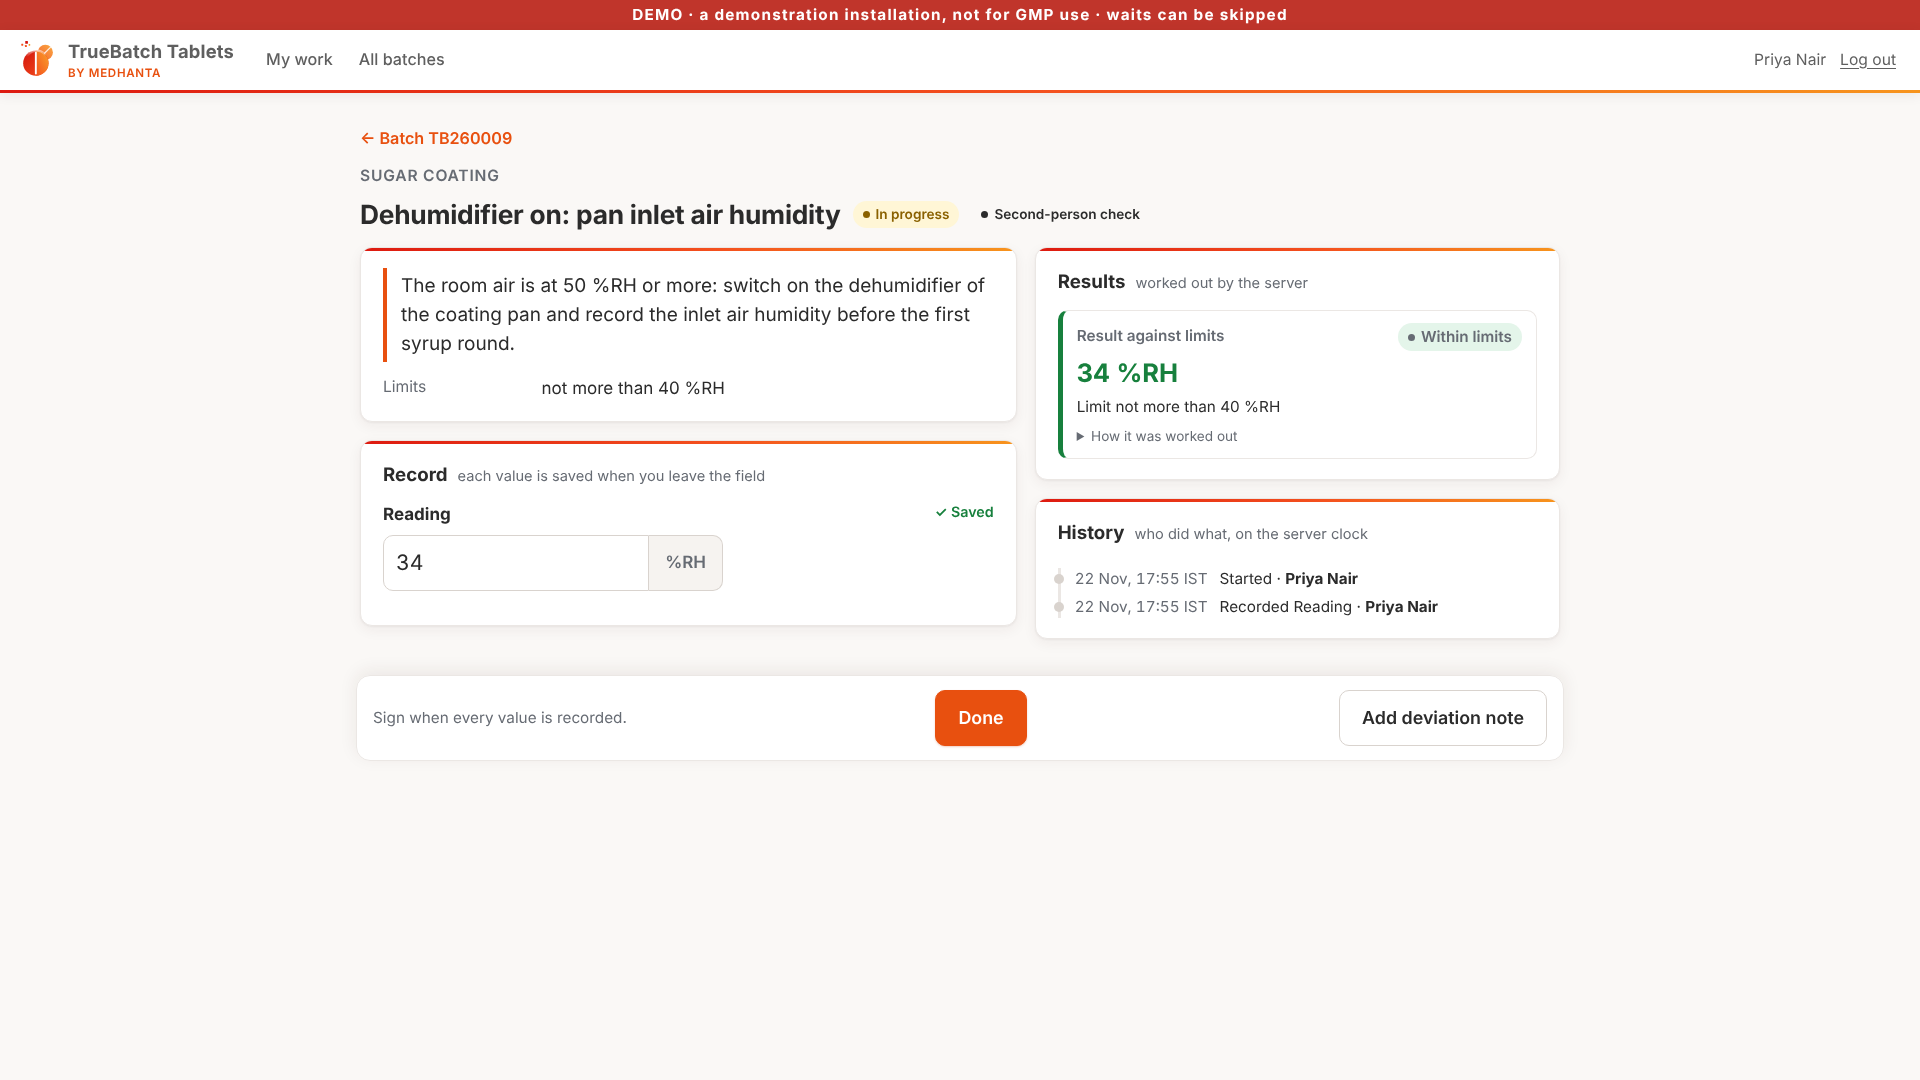 DEMO · a demonstration installation, not for GMP use · waits can be skipped
TrueBatch Tablets
BY MEDHANTA
My work
All batches
Priya Nair
Log out
← Batch TB260009
SUGAR COATING
Dehumidifier on: pan inlet air humidity
In progress
Second-person check
The room air is at 50 %RH or more: switch on the dehumidifier of
the coating pan and record the inlet air humidity before the first
syrup round.
Limits
not more than 40 %RH
Record each value is saved when you leave the field
Reading
✓ Saved
34
%RH
Results worked out by the server
Result against limits
Within limits
34 %RH
Limit not more than 40 %RH
How it was worked out
History who did what, on the server clock
22 Nov, 17:55 IST Started · Priya Nair
22 Nov, 17:55 IST Recorded Reading · Priya Nair
Sign when every value is recorded.
Done
Add deviation note